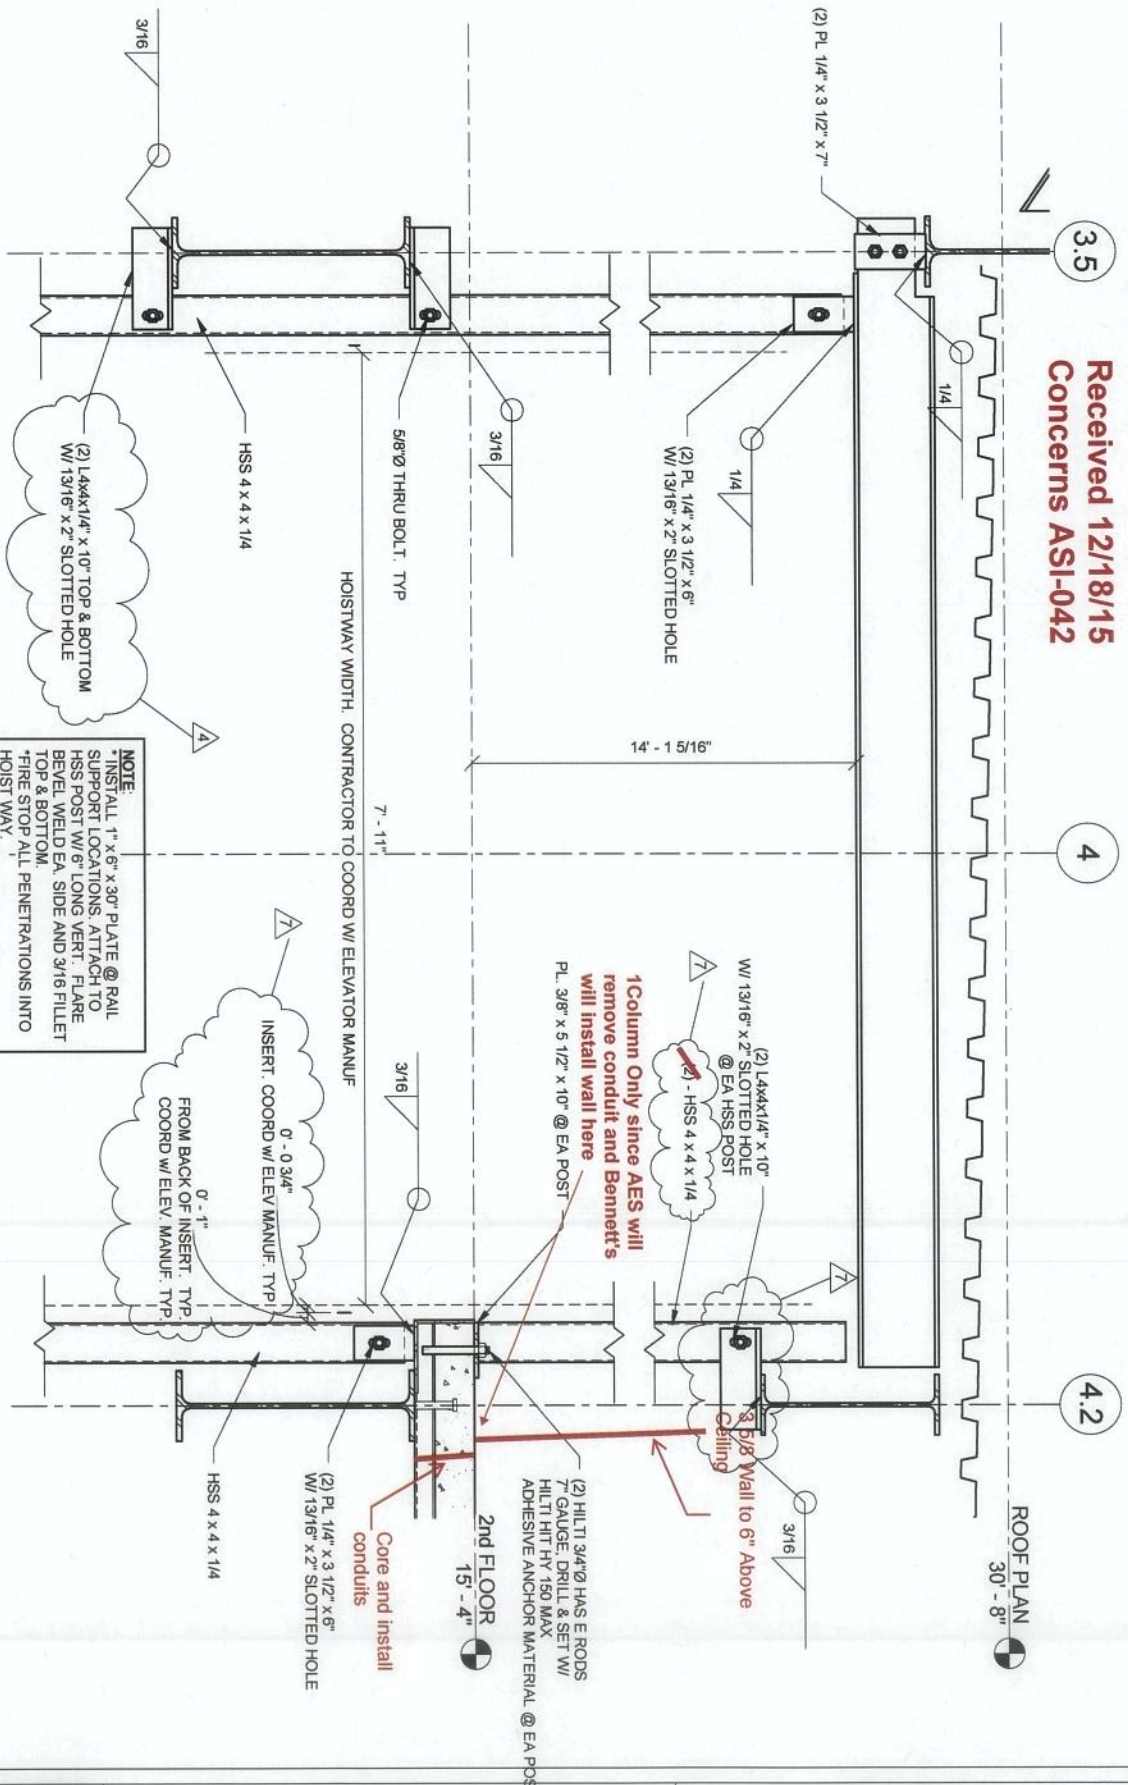 Received 12/18/15
Concerns ASI-042
3.5
4
4.2
ROOF PLAN
30' - 8"
(2) PL 1/4" x 3 1/2" x 7"
1/4
1/4
(2) PL 1/4" x 3 1/2" x 6"
W/ 13/16" x 2" SLOTTED HOLE
14' - 1 5/16"
(2) L4x4x1/4" x 10"
W/ 13/16" x 2" SLOTTED HOLE
@ EA HSS POST
7
(2) - HSS 4 x 4 x 1/4
7
3 5/8 Wall to 6" Above
Ceiling
3/16
1Column Only since AES will
remove conduit and Bennett's
will install wall here
PL. 3/8" x 5 1/2" x 10" @ EA POST
(2) HILTI 3/4"Ø HAS E RODS
7" GAUGE, DRILL & SET W/
HILTI HIT HY 150 MAX
ADHESIVE ANCHOR MATERIAL @ EA POS
2nd FLOOR
15' - 4"
3/16
3/16
5/8"Ø THRU BOLT. TYP
7' - 11"
HOISTWAY WIDTH. CONTRACTOR TO COORD W/ ELEVATOR MANUF
3/16
Core and install
conduits
(2) PL 1/4" x 3 1/2" x 6"
W/ 13/16" x 2" SLOTTED HOLE
HSS 4 x 4 x 1/4
HSS 4 x 4 x 1/4
7
0' - 0 3/4"
INSERT. COORD w/ ELEV MANUF. TYP
0' - 1"
FROM BACK OF INSERT. TYP.
COORD w/ ELEV. MANUF. TYP.
(2) L4x4x1/4" x 10" TOP & BOTTOM
W/ 13/16" x 2" SLOTTED HOLE
4
NOTE:
*INSTALL 1" x 6" x 30" PLATE @ RAIL
SUPPORT LOCATIONS. ATTACH TO
HSS POST W/ 6" LONG VERT. FLARE
BEVEL WELD EA. SIDE AND 3/16 FILLET
TOP & BOTTOM.
*FIRE STOP ALL PENETRATIONS INTO
HOIST WAY.